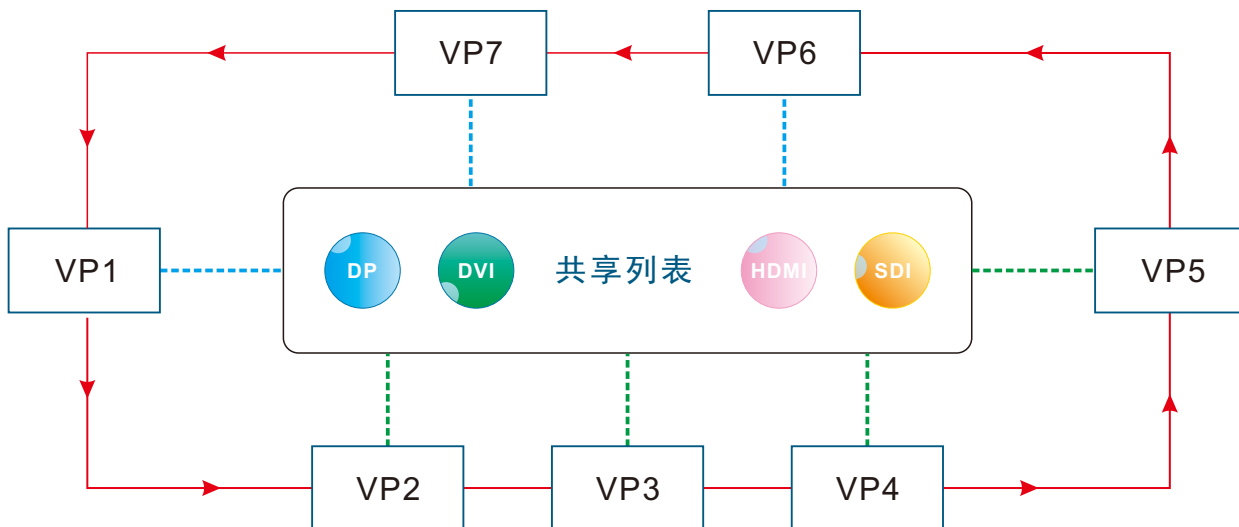 VP7
VP6
VP1
DP
DVI
共享列表
HDMI
SDI
VP5
VP2
VP3
VP4